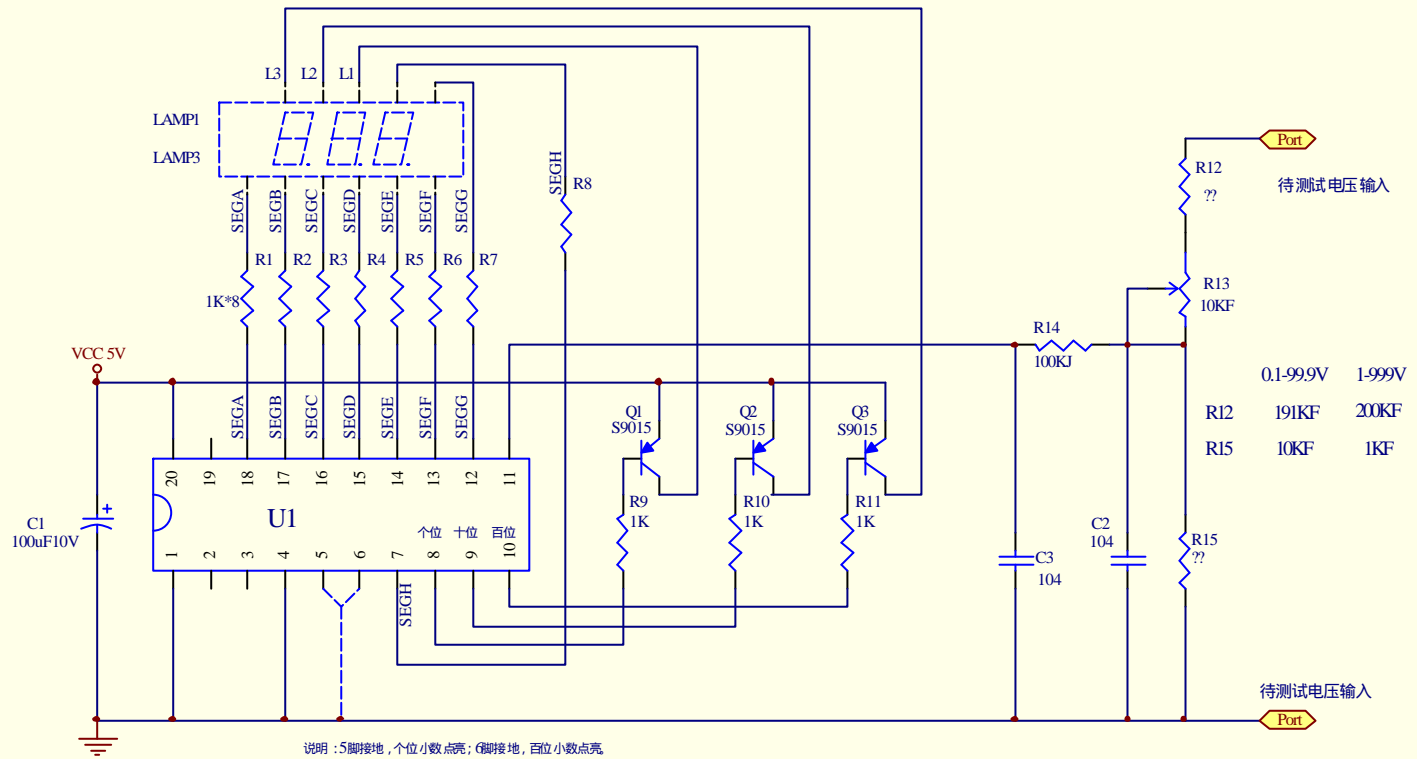 L3 L2 L1
LAMP1
LAMP3
SEGA SEGB SEGC SEGD SEGE SEGF SEGG
SEGH
R8
R1 R2 R3 R4 R5 R6 R7
1K*8
Port
R12
??
待测试电压输入
R13
10KF
R14
100KJ
VCC 5V
0.1-99.9V 1-999V
R12 191KF 200KF
R15 10KF 1KF
SEGA SEGB SEGC SEGD SEGE SEGF SEGG
Q1
S9015
Q2
S9015
Q3
S9015
20 19 18 17 16 15 14 13 12 11
U1
个位 十位 百位
1 2 3 4 5 6 7 8 9 10
SEGH
C1
100uF10V
R9
1K
R10
1K
R11
1K
C3
104
C2
104
R15
??
待测试电压输入
Port
说明:5脚接地,个位小数点亮;6脚接地,百位小数点亮。